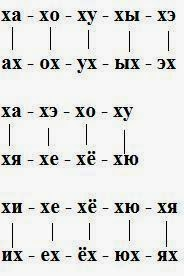 ха - хо - ху - хы - хэ
ах - ох - ух - ых - эх
ха - хэ - хо - ху
хя - хе - хё - хю
хи - хе - хё - хю - хя
их - ех - ёх - юх - ях